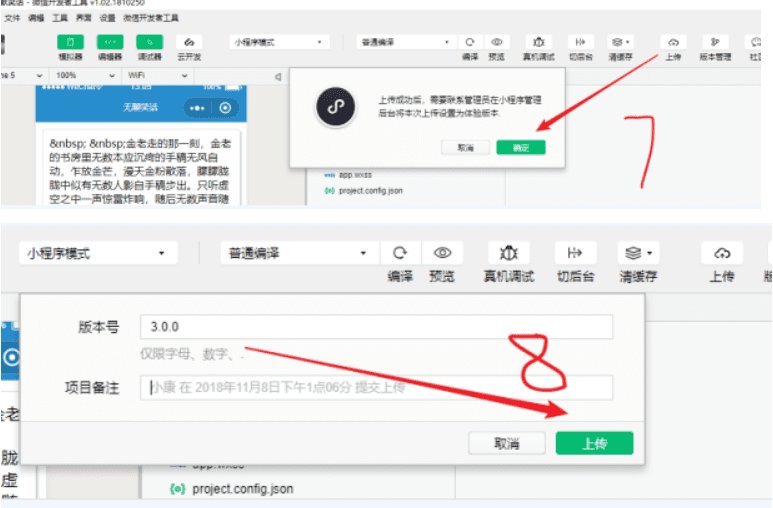 微信开发者工具 v1.02.1810250
文件 编辑 工具 界面 设置 微信开发者工具
小程序模式
普通编译
模拟器 编辑器 调试器 云开发
编译 预览 真机调试 切后台 清缓存 上传 版本管理
100%
WiFi
无聊笑话
上传成功后，需要联系管理员在小程序管理
后台将本次上传设置为体验版本.
取消 确定
7
&nbsp; &nbsp;金老走的那一刻，金老
的书房里无数本应沉疴的手稿无风自
动，乍放金芒，漫天金粉散落，朦朦胧
胧中似有无数人影自手稿步出。只听虚
空之中一声惊雷炸响，随后无数声音随
app.wxss
project.config.json
小程序模式
普通编译
编译 预览 真机调试 切后台 清缓存 上传
版本号
3.0.0
仅限字母、数字、.
项目备注
小康 在 2018年11月8日下午1点06分 提交上传
8
取消 上传
金老
胧
虚
app.wxss
project.config.json